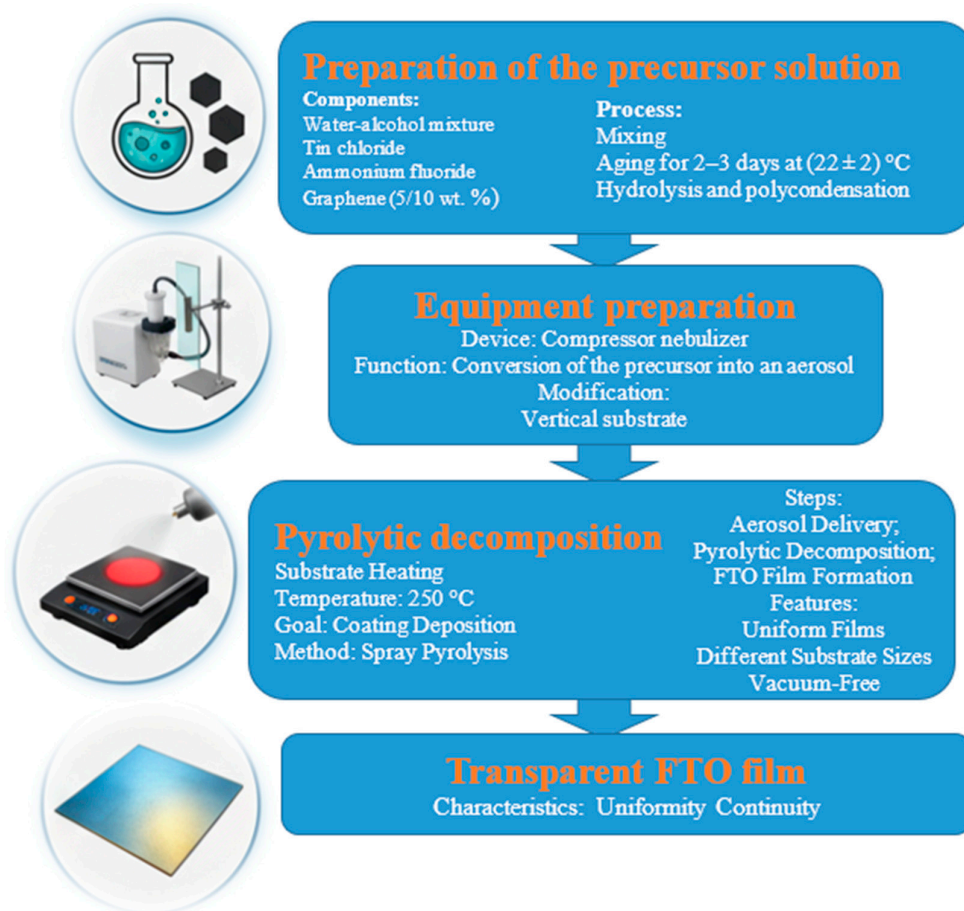 Preparation of the precursor solution
Components:
Water-alcohol mixture
Tin chloride
Ammonium fluoride
Graphene (5/10 wt. %)
Process:
Mixing
Aging for 2–3 days at (22 ± 2) °C
Hydrolysis and polycondensation
Equipment preparation
Device: Compressor nebulizer
Function: Conversion of the precursor into an aerosol
Modification:
Vertical substrate
Pyrolytic decomposition
Substrate Heating
Temperature: 250 °C
Goal: Coating Deposition
Method: Spray Pyrolysis
Steps:
Aerosol Delivery;
Pyrolytic Decomposition;
FTO Film Formation
Features:
Uniform Films
Different Substrate Sizes
Vacuum-Free
Transparent FTO film
Characteristics: Uniformity Continuity